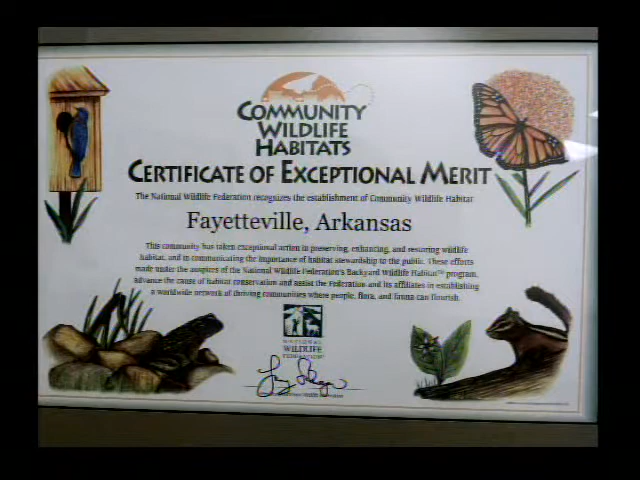 COMMUNITY
WILDLIFE
HABITATS
CERTIFICATE OF EXCEPTIONAL MERIT
The National Wildlife Federation recognizes the establishment of Community Wildlife Habitat
Fayetteville, Arkansas
This community has taken exceptional action in preserving, enhancing, and restoring wildlife
habitat, and in communicating the importance of habitat stewardship to the public. These efforts
made under the auspices of the National Wildlife Federation's Backyard Wildlife Habitat™ program,
advance the cause of habitat conservation and assist the Federation and its affiliates in establishing
a worldwide network of thriving communities where people, flora, and fauna can flourish.
NATIONAL
WILDLIFE
FEDERATION